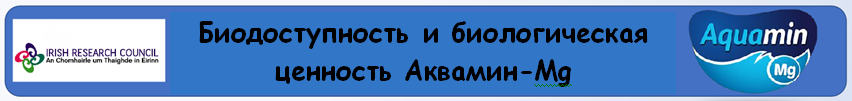 IRISH RESEARCH COUNCIL
An Chomhairle um Thaighde in Éirinn
Биодоступность и биологическая
ценность Аквамин-Mg
Aquamin
Mg